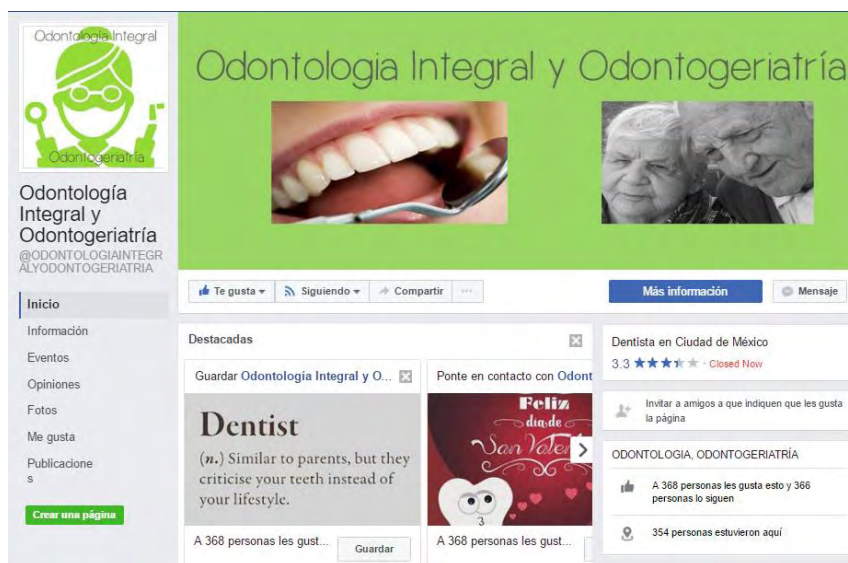 Odontologia Integral
Odontogeriatría
Odontologia Integral y Odontogeriatría
Odontología
Integral y
Odontogeriatría
@ODONTOLOGIAINTEGR
ALYODONTOGERIATRIA
Inicio
Información
Eventos
Opiniones
Fotos
Me gusta
Publicacione
s
Crear una página
Te gusta
Siguiendo
Compartir
...
Más información
Mensaje
Destacadas
Guardar Odontología Integral y O...
Dentist
(n.) Similar to parents, but they
criticise your teeth instead of
your lifestyle.
A 368 personas les gust...
Guardar
Ponte en contacto con Odont
Feliz
dia de
San Valen
3
A 368 personas les gust...
Dentista en Ciudad de México
3.3 ★★★★★ · Closed Now
Invitar a amigos a que indiquen que les gusta
la página
ODONTOLOGIA, ODONTOGERIATRÍA
A 368 personas les gusta esto y 366
personas lo siguen
354 personas estuvieron aquí